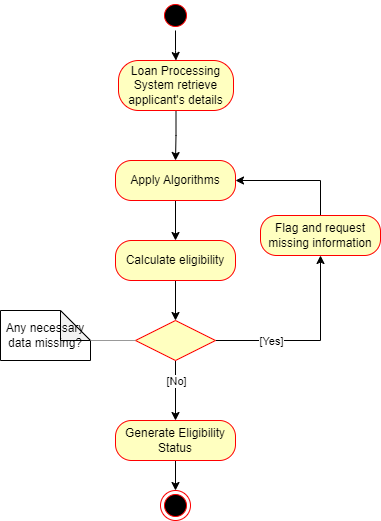 Loan Processing
System retrieve
applicant's details
Apply Algorithms
Flag and request
missing information
Calculate eligibility
Any necessary
data missing?
[Yes]
[No]
Generate Eligibility
Status